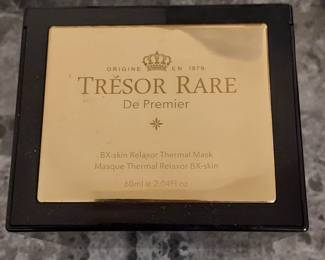 ORIGINE EN 1879
TRÉSOR RARE
De Premier
BX-skin Relaxor Thermal Mask
Masque Thermal Relaxor BX-skin
60ml e 2.04fl oz